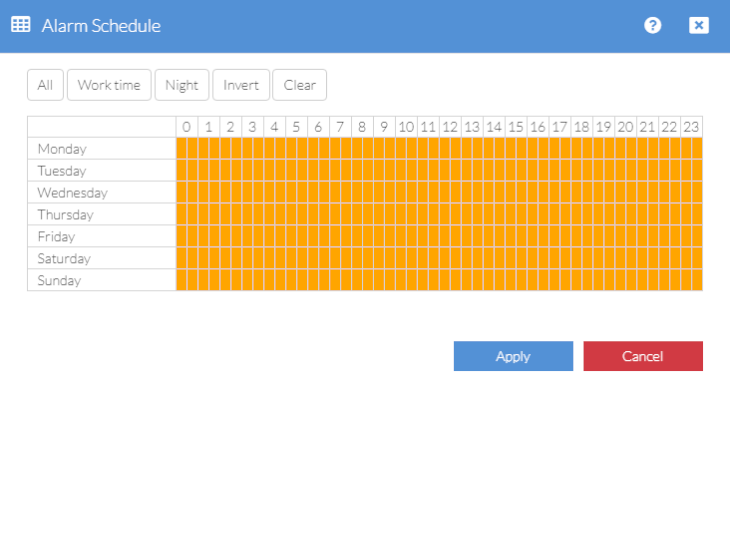 Alarm Schedule
All Work time Night Invert Clear
0 1 2 3 4 5 6 7 8 9 10 11 12 13 14 15 16 17 18 19 20 21 22 23
Monday
Tuesday
Wednesday
Thursday
Friday
Saturday
Sunday
Apply Cancel